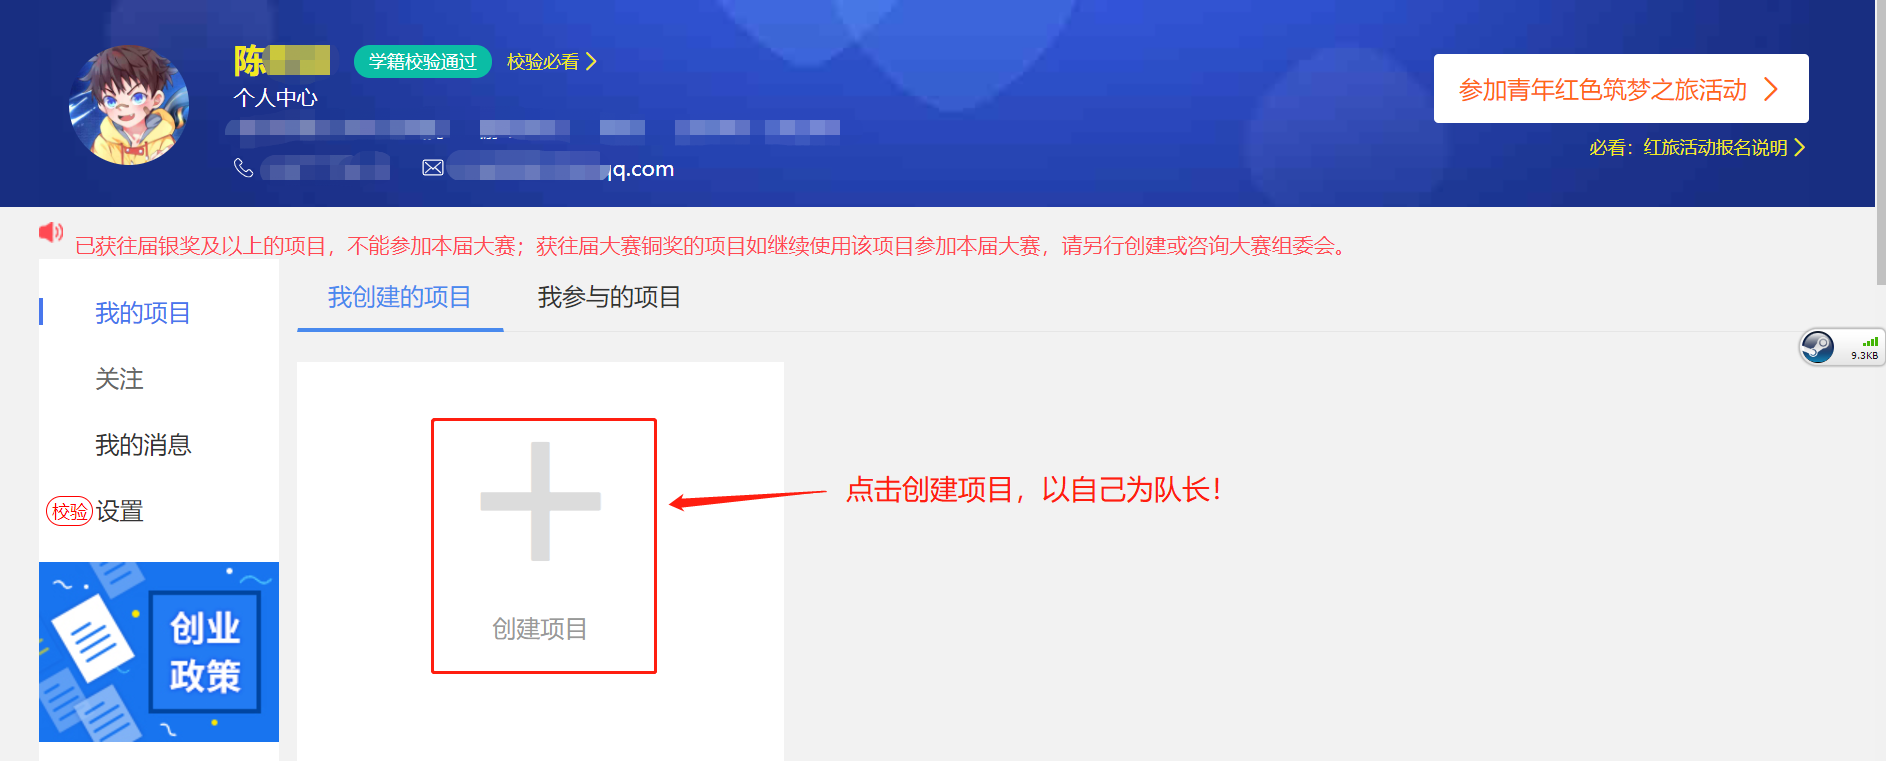 陈
学籍校验通过
校验必看
个人中心
qq.com
参加青年红色筑梦之旅活动
必看：红旅活动报名说明
已获往届银奖及以上的项目，不能参加本届大赛；获往届大赛铜奖的项目如继续使用该项目参加本届大赛，请另行创建或咨询大赛组委会。
我的项目
关注
我的消息
校验 设置
创业
政策
我创建的项目
我参与的项目
创建项目
点击创建项目，以自己为队长！
9.3KB